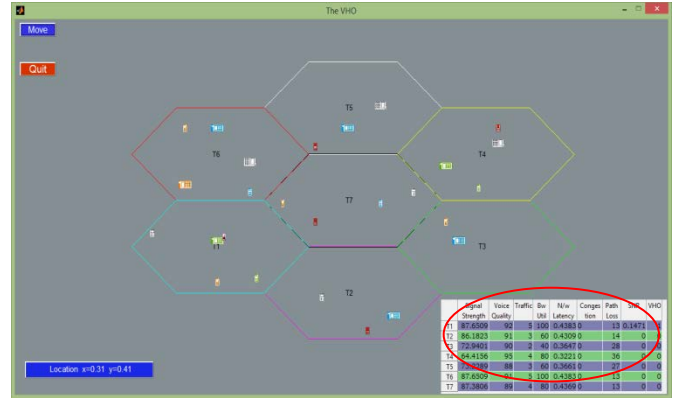 The VHO
Move
Quit
T5
T6
T4
T7
T1
T3
T2
Signal Strength Voice Quality Traffic Bw Util N/w Latency Conges tion Path Loss SNR VHO
T1 87.6509 92 5 100 0.4383 0 13 0.1471 1
T2 86.1823 91 3 60 0.4309 0 14 0 0
T3 72.9401 90 2 40 0.3647 0 28 0 0
T4 64.4156 95 4 80 0.3221 0 36 0 0
T5 88 3 60 0.3661 0 27 0 0
T6 87.6509 91 5 100 0.4383 0 13 0 0
T7 87.3806 89 4 80 0.4369 0 13 0 0
Location x=0.31 y=0.41